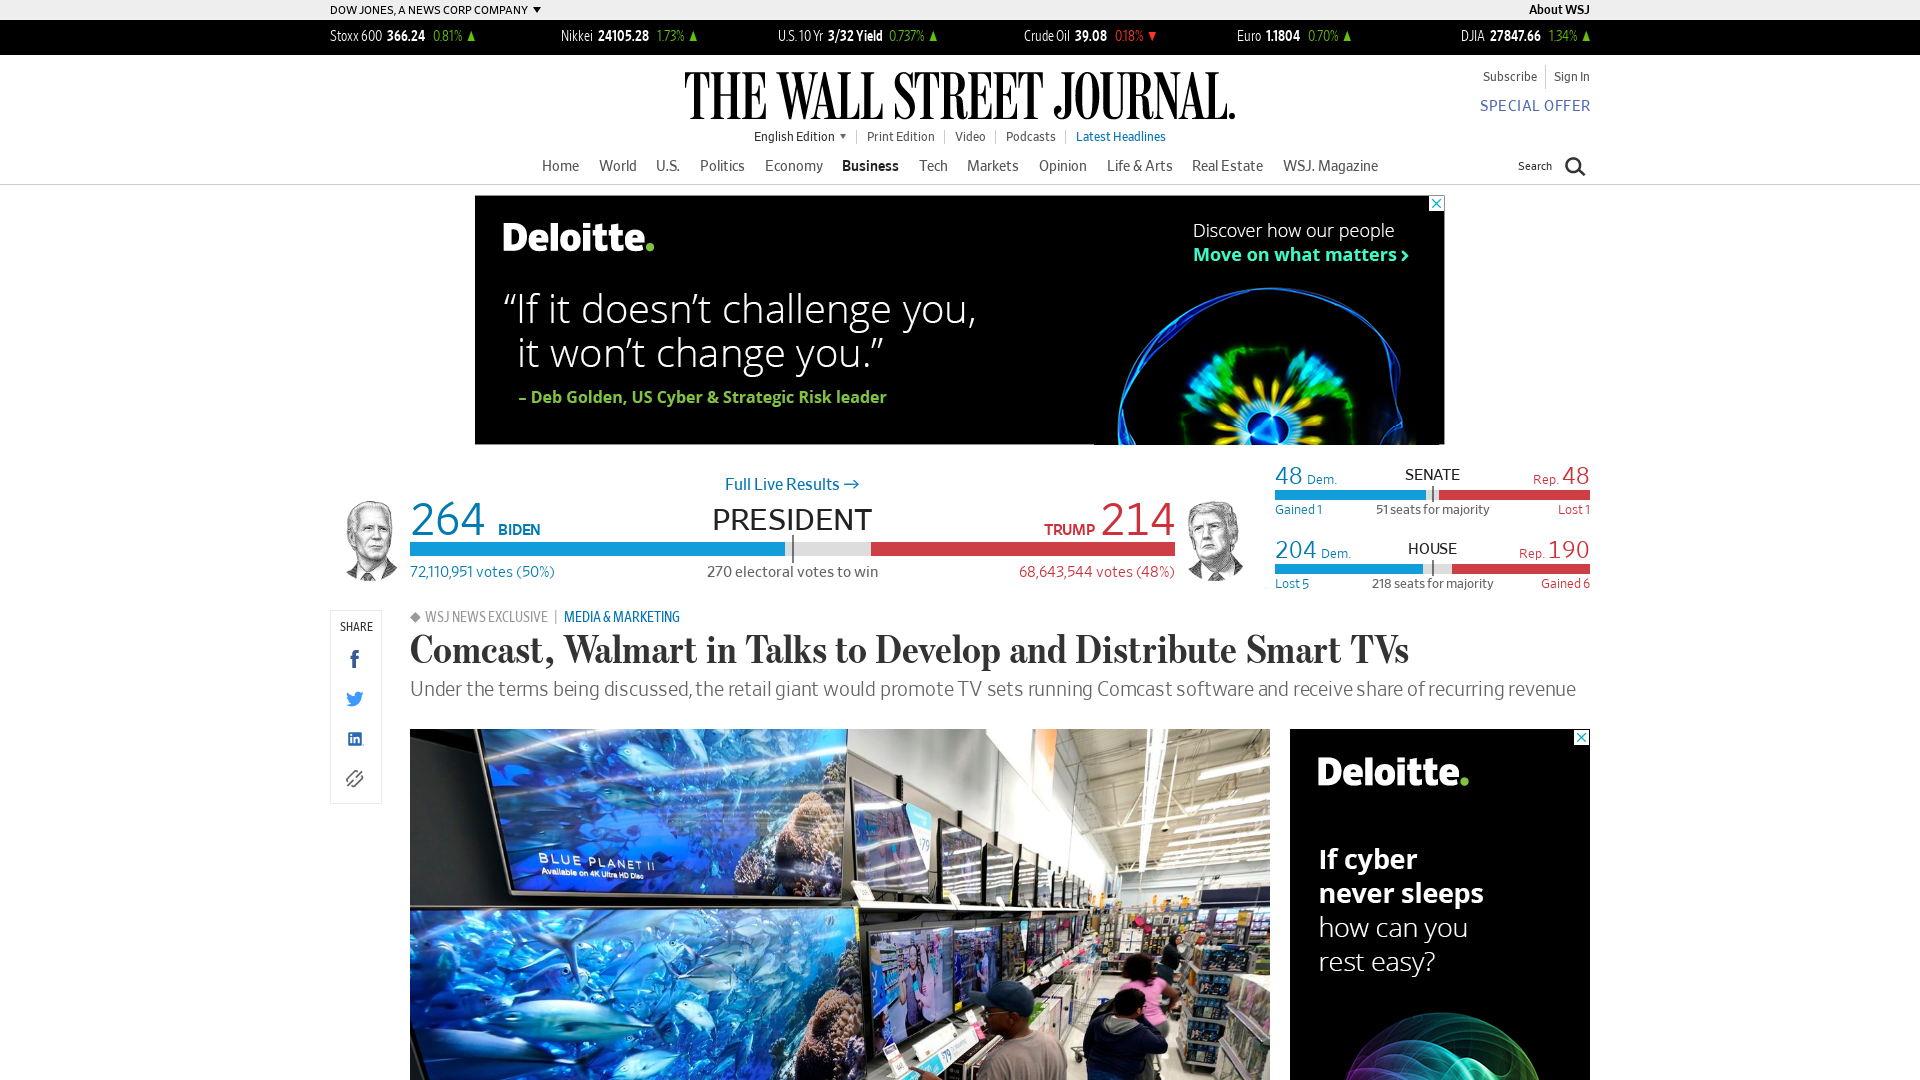 DOW JONES, A NEWS CORP COMPANY
About WSJ
Stoxx 600 366.24 0.81%
Nikkei 24105.28 1.73%
U.S. 10 Yr 3/32 Yield 0.737%
Crude Oil 39.08 0.18%
Euro 1.1804 0.70%
DJIA 27847.66 1.34%
THE WALL STREET JOURNAL.
Subscribe
Sign In
SPECIAL OFFER
English Edition
Print Edition
Video
Podcasts
Latest Headlines
Home
World
U.S.
Politics
Economy
Business
Tech
Markets
Opinion
Life & Arts
Real Estate
WSJ. Magazine
Search
Deloitte.
Discover how our people
Move on what matters
“If it doesn’t challenge you,
it won’t change you.”
– Deb Golden, US Cyber & Strategic Risk leader
Full Live Results
264 BIDEN
PRESIDENT
TRUMP 214
72,110,951 votes (50%)
270 electoral votes to win
68,643,544 votes (48%)
48 Dem.
SENATE
Rep. 48
Gained 1
51 seats for majority
Lost 1
204 Dem.
HOUSE
Rep. 190
Lost 5
218 seats for majority
Gained 6
SHARE
WSJ NEWS EXCLUSIVE | MEDIA & MARKETING
Comcast, Walmart in Talks to Develop and Distribute Smart TVs
Under the terms being discussed, the retail giant would promote TV sets running Comcast software and receive share of recurring revenue
BLUE PLANET II
Available on 4K Ultra HD Disc
Deloitte.
If cyber
never sleeps
how can you
rest easy?